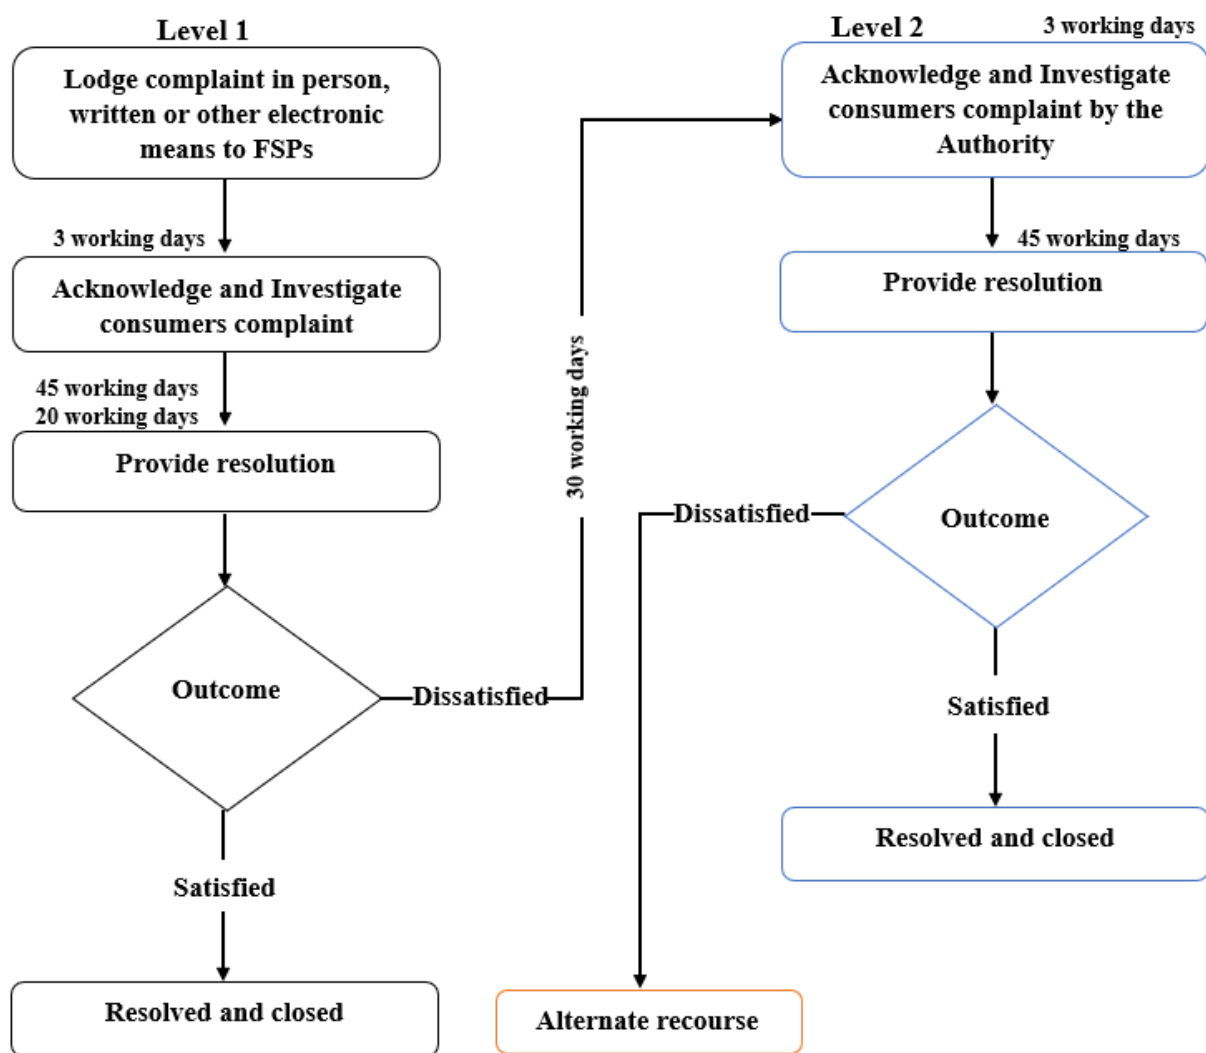 Level 1
Lodge complaint in person,
written or other electronic
means to FSPs
3 working days
Acknowledge and Investigate
consumers complaint
45 working days
20 working days
Provide resolution
Outcome
Dissatisfied
Satisfied
Resolved and closed
30 working days
Level 2
3 working days
Acknowledge and Investigate
consumers complaint by the
Authority
45 working days
Provide resolution
Outcome
Dissatisfied
Satisfied
Resolved and closed
Alternate recourse